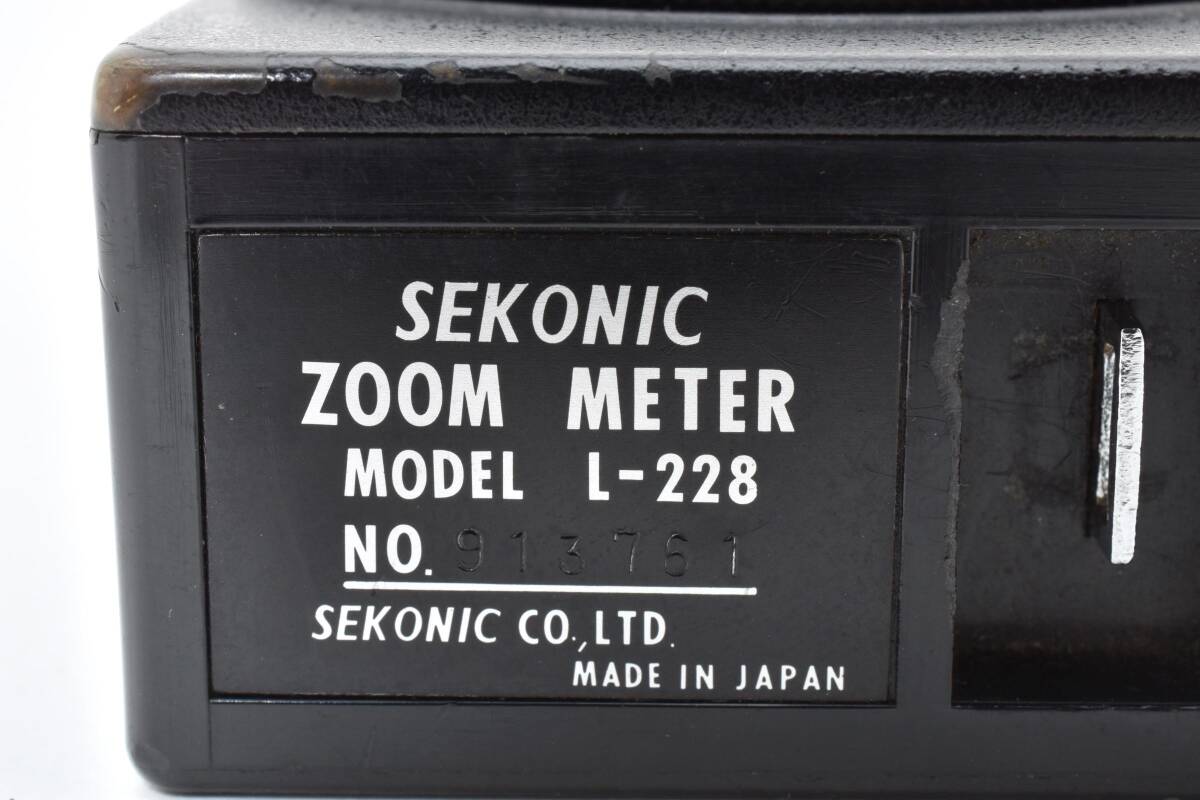 SEKONIC
ZOOM METER
MODEL L-228
NO. 913761
SEKONIC CO.,LTD.
MADE IN JAPAN